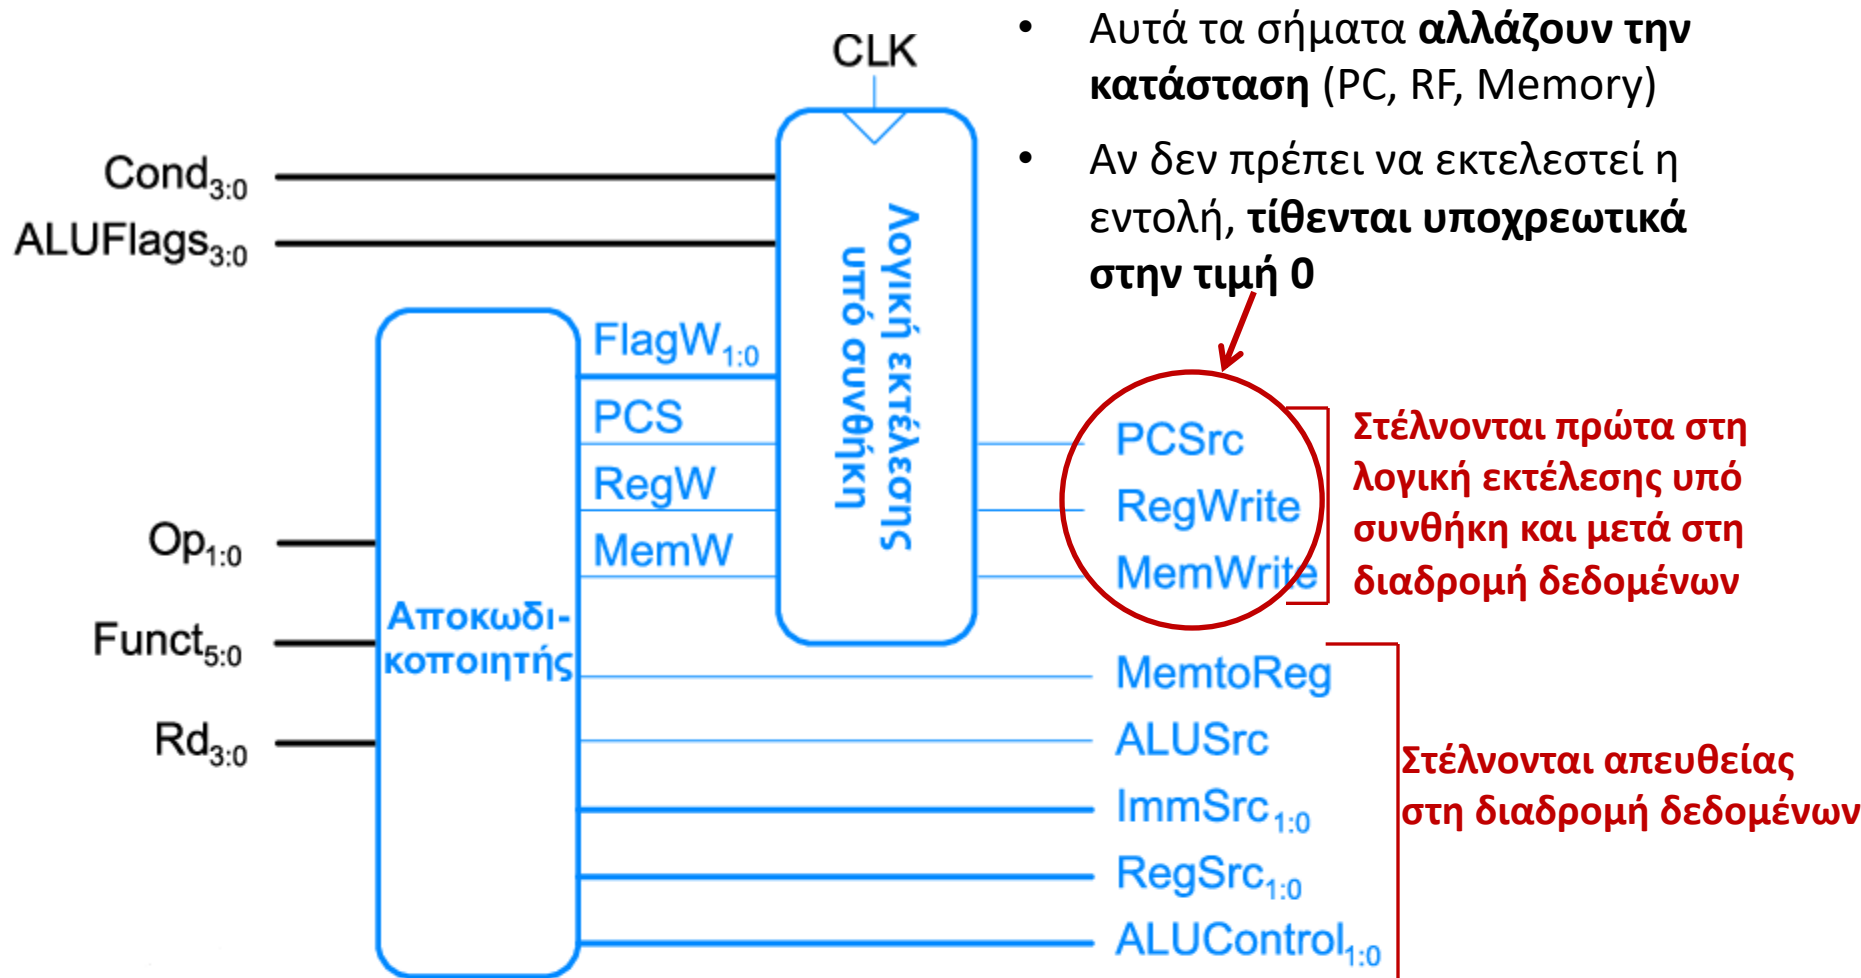 CLK
• Αυτά τα σήματα αλλάζουν την
κατάσταση (PC, RF, Memory)
• Αν δεν πρέπει να εκτελεστεί η
εντολή, τίθενται υποχρεωτικά
στην τιμή 0
Cond3:0
ALUFlags3:0
Λογική εκτέλεσης
υπό συνθήκη
FlagW1:0
PCS
RegW
MemW
PCSrc
RegWrite
MemWrite
Στέλνονται πρώτα στη
λογική εκτέλεσης υπό
συνθήκη και μετά στη
διαδρομή δεδομένων
Op1:0
Funct5:0
Rd3:0
Αποκωδι-
κοποιητής
MemtoReg
ALUSrc
ImmSrc1:0
RegSrc1:0
ALUControl1:0
Στέλνονται απευθείας
στη διαδρομή δεδομένων